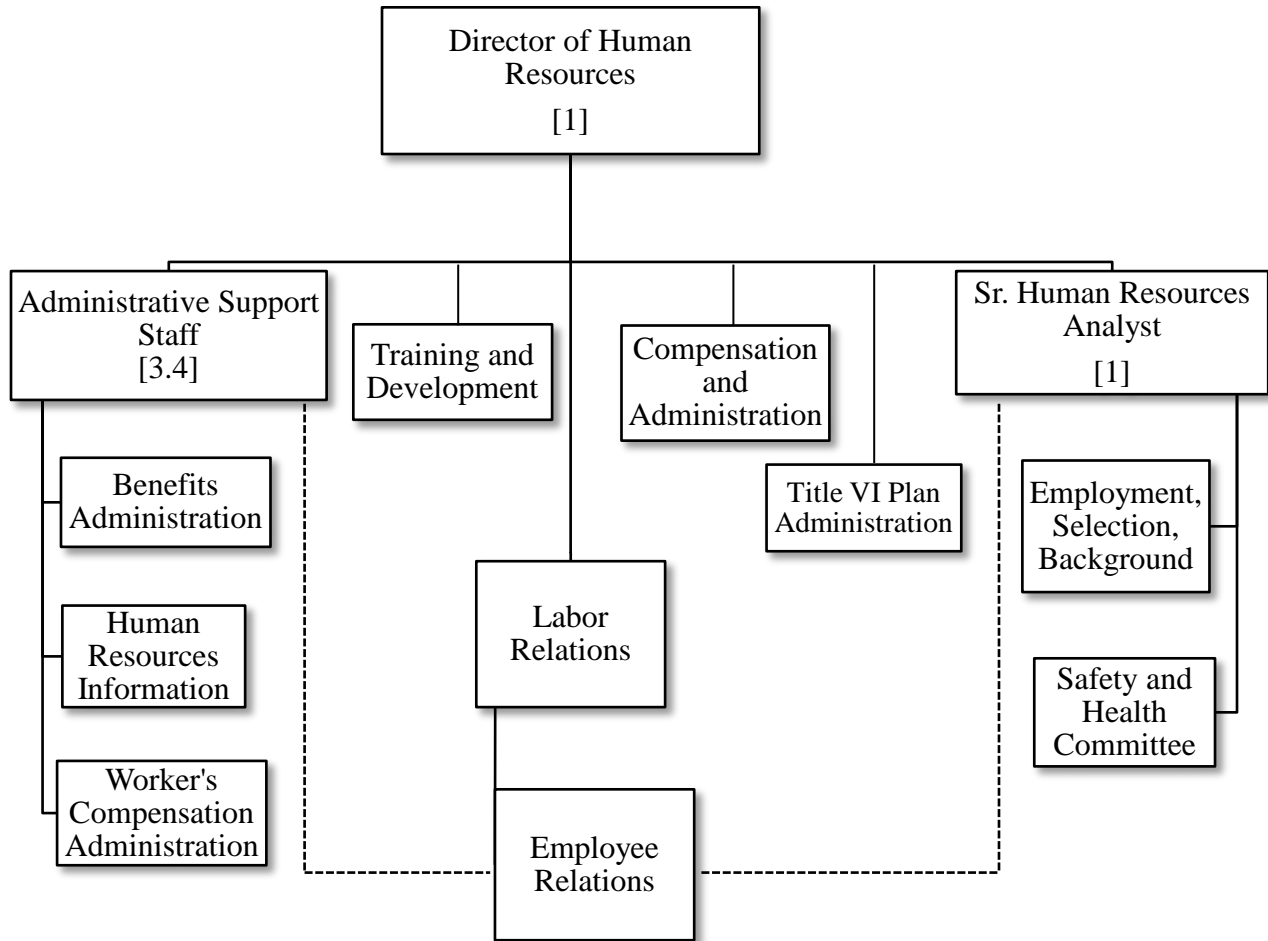 Director of Human
Resources
[1]
Administrative Support
Staff
[3.4]
Training and
Development
Compensation
and
Administration
Sr. Human Resources
Analyst
[1]
Benefits
Administration
Title VI Plan
Administration
Employment,
Selection,
Background
Labor
Relations
Human
Resources
Information
Safety and
Health
Committee
Worker's
Compensation
Administration
Employee
Relations